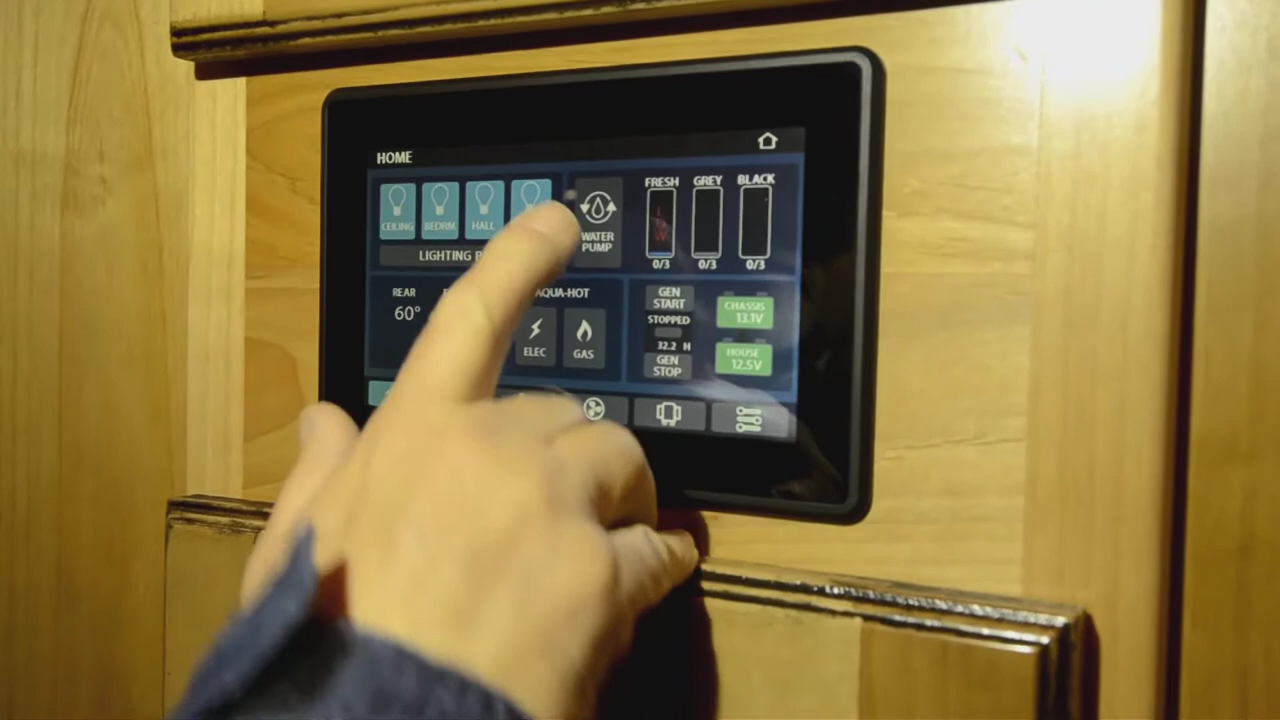 HOME
CEILING
BEDRM
HALL
LIGHTING
WATER
PUMP
FRESH
GREY
BLACK
LOW
0/3
0/3
0/3
REAR
60°
AQUA-HOT
ELEC
GAS
GEN
START
STOPPED
32.2 H
GEN
STOP
CHASSIS
13.1V
HOUSE
12.5V